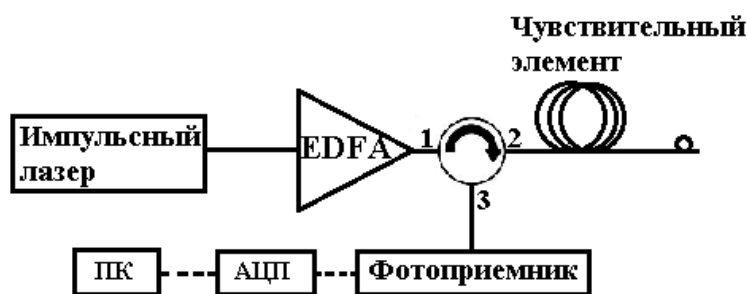 Чувствительный
элемент
Импульсный
лазер
EDFA
1
2
3
ПК
АЦП
Фотоприемник